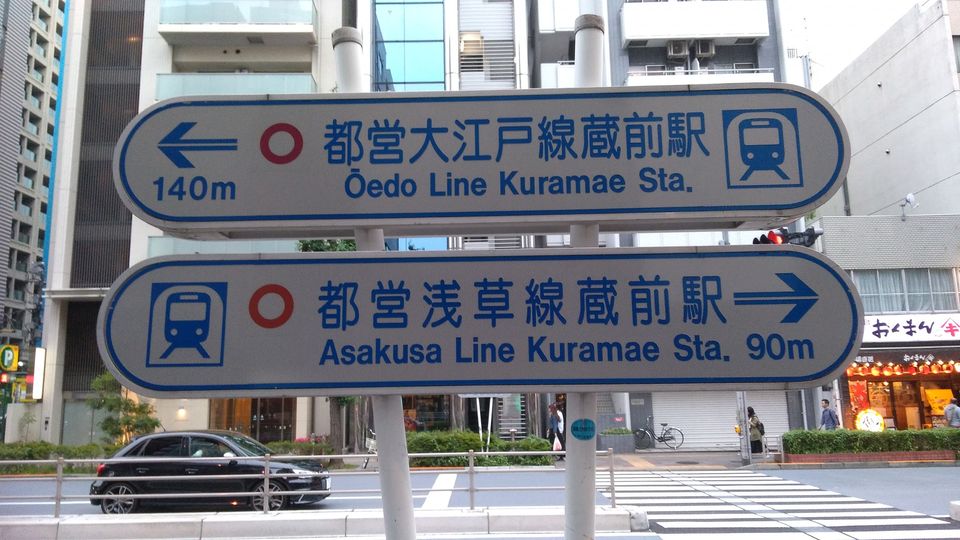 都営大江戸線蔵前駅
140m
Ōedo Line Kuramae Sta.
都営浅草線蔵前駅
Asakusa Line Kuramae Sta. 90m
おくまん
P